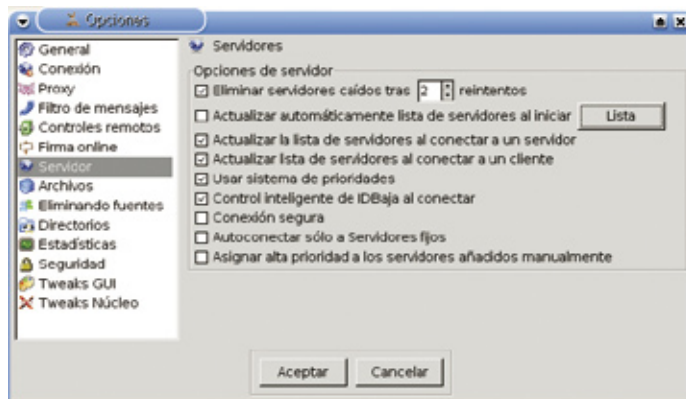 Opciones
General
Conexión
Proxy
Filtro de mensajes
Controles remotos
Firma online
Servidor
Archivos
Eliminando fuentes
Directorios
Estadísticas
Seguridad
Tweaks GUI
Tweaks Núcleo
Servidores
Opciones de servidor
Eliminar servidores caídos tras 2 reintentos
Actualizar automáticamente lista de servidores al iniciar Lista
Actualizar la lista de servidores al conectar a un servidor
Actualizar lista de servidores al conectar a un cliente
Usar sistema de prioridades
Control inteligente de IDBaja al conectar
Conexión segura
Autoconectar sólo a Servidores fijos
Asignar alta prioridad a los servidores añadidos manualmente
Aceptar Cancelar